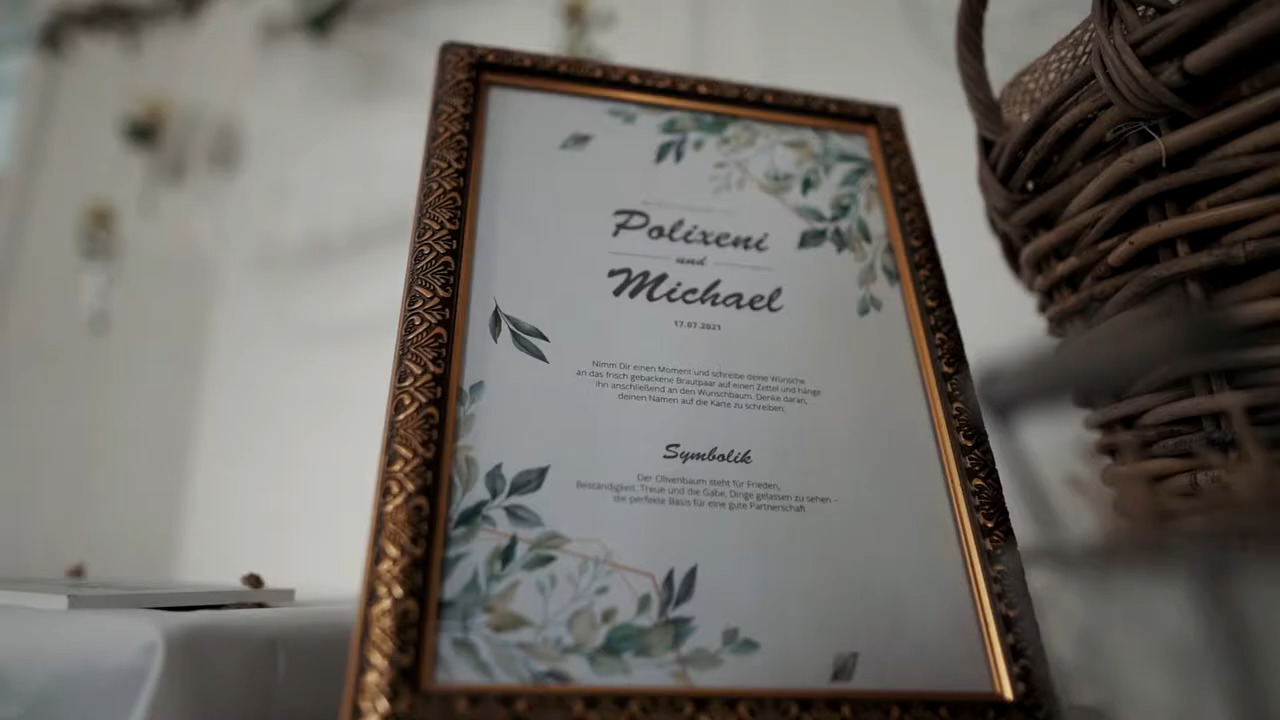 Polixeni
und
Michael
17.07.2021
Nimm Dir einen Moment und schreibe deine Wünsche
an das frisch gebackene Brautpaar auf einen Zettel und hänge
ihn anschließend an den Wunschbaum. Denke daran,
deinen Namen auf die Karte zu schreiben.
Symbolik
Der Olivenbaum steht für Frieden,
Beständigkeit, Treue und die Gabe, Dinge gelassen zu sehen –
die perfekte Basis für eine gute Partnerschaft.